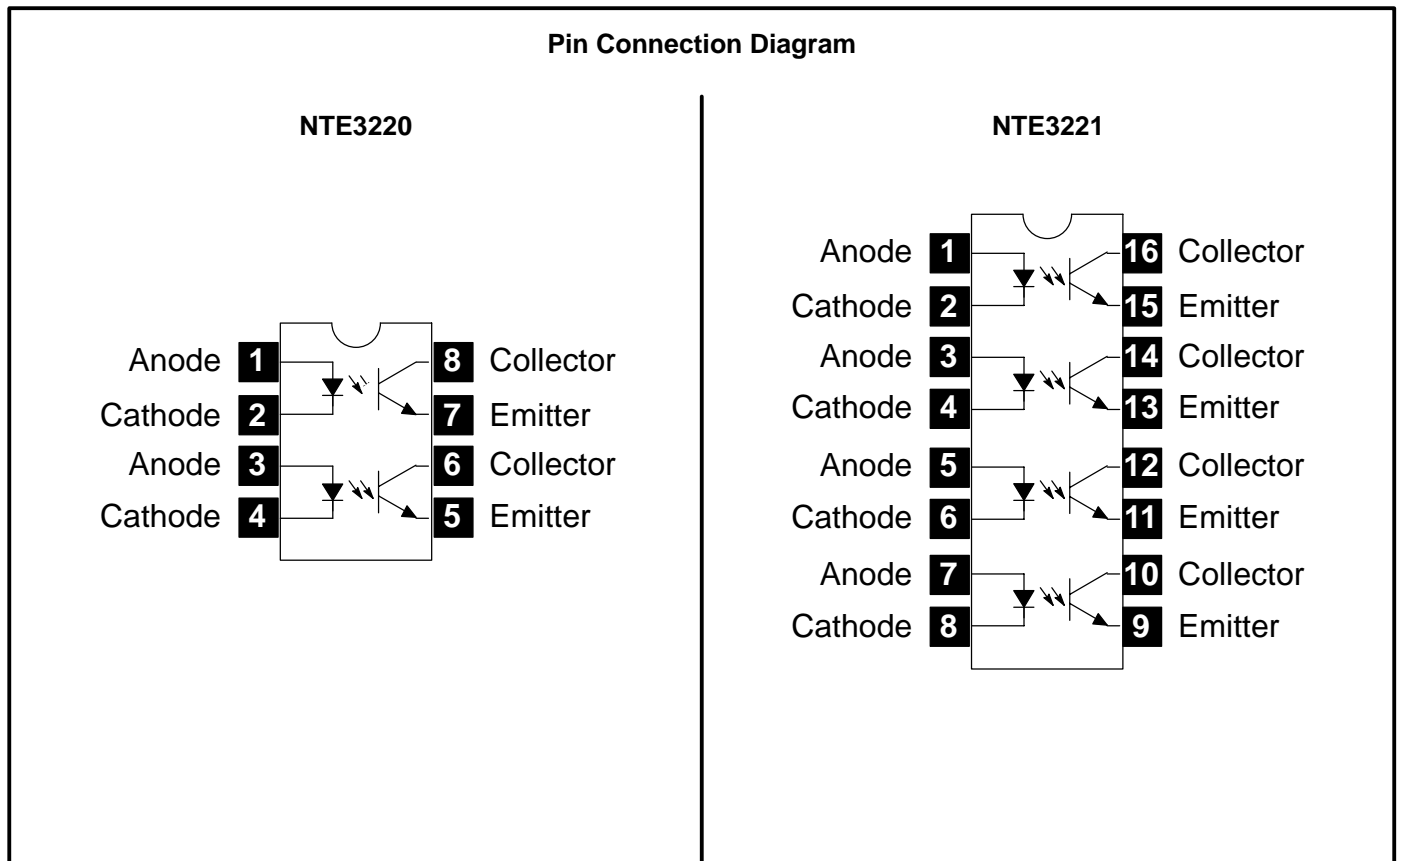 Pin Connection Diagram
NTE3220
Anode 1 8 Collector
Cathode 2 7 Emitter
Anode 3 6 Collector
Cathode 4 5 Emitter
NTE3221
Anode 1 16 Collector
Cathode 2 15 Emitter
Anode 3 14 Collector
Cathode 4 13 Emitter
Anode 5 12 Collector
Cathode 6 11 Emitter
Anode 7 10 Collector
Cathode 8 9 Emitter